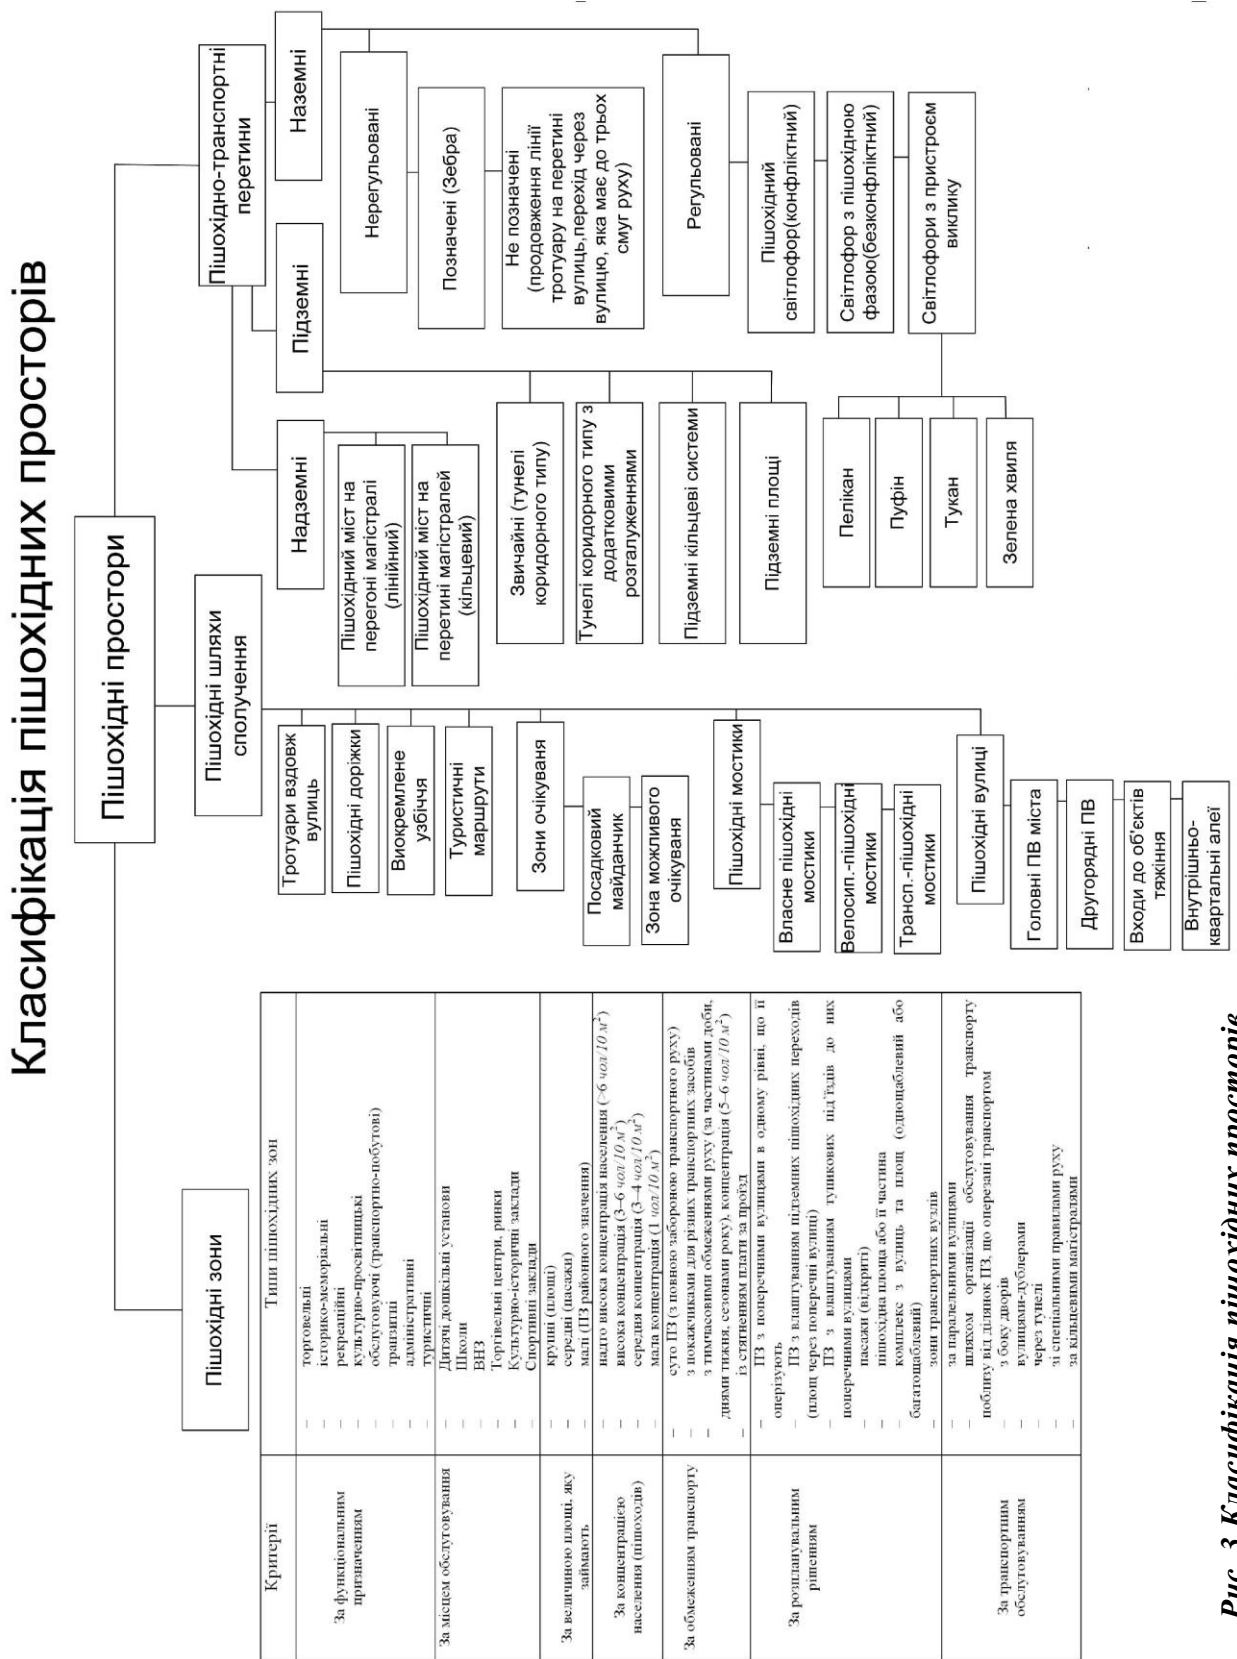 Класифікація пішохідних просторів
Пішохідні простори
Пішохідні зони
Пішохідні шляхи
сполучення
Пішохідно-транспортні
перетини
Критерії
Типи пішохідних зон
За функціональним
призначенням
– торговельні
– історико-меморіальні
– рекреаційні
– культурно-просвітницькі
– обслуговуючі (транспортно-побутові)
– транзитні
– адміністративні
– туристичні
За місцем обслуговування
Дитячі дошкільні установи
– Школи
– ВНЗ
– Торгівельні центри, ринки
– Культурно-історичні заклади
– Спортивні заклади
За величиною площі, яку
займають
– крупні (площі)
– середні (пасажи)
– малі (ПЗ районного значення)
За концентрацією
населення (пішоходів)
– надто висока концентрація населення (>6 чол/10 м²)
– висока концентрація (3–6 чол/10 м²)
– середня концентрація (3–4 чол/10 м²)
– мала концентрація (1 чол/10 м²)
За обмеженням транспорту
– суто ПЗ (з повною забороною транспортного руху)
– з покажчиками для різних транспортних засобів
– з тимчасовими обмеженнями руху (за частинами доби,
днями тижня, сезонами року), концентрація (5–6 чол/10 м²)
– із стягненням плати за проїзд
За розпланувальним
рішенням
– ПЗ з поперечними вулицями в одному рівні, що її
оперізують
– ПЗ з влаштуванням підземних пішохідних переходів
(площ через поперечні вулиці)
– ПЗ з влаштуванням тупикових під'їздів до них
поперечними вулицями
– пасажи (відкриті)
– пішохідна площа або її частина
– комплекс з вулиць та площ (однощаблевий або
багатощаблевий)
– зони транспортних вузлів
За транспортним
обслуговуванням
– за паралельними вулицями
– шляхом організації обслуговування транспорту
поблизу від ділянок ПЗ, що оперезані транспортом
– з боку дворів
– вулицями-дублерами
– через тунелі
– зі спеціальними правилами руху
– за кільцевими магістралями
Тротуари вздовж
вулиць
Пішохідні доріжки
Виокремлене
узбіччя
Туристичні
маршрути
Зони очікуваня
Посадковий
майданчик
Зона можливого
очікуваня
Пішохідні мостики
Власне пішохідні
мостики
Велосип.-пішохідні
мостики
Трансп.-пішохідні
мостики
Пішохідні вулиці
Головні ПВ міста
Другорядні ПВ
Входи до об'єктів
тяжіння
Внутрішньо-
квартальні алеї
Надземні
Пішохідний міст на
перегоні магістралі
(лінійний)
Пішохідний міст на
перетині магістралей
(кільцевий)
Підземні
Звичайні (тунелі
коридорного типу)
Тунелі коридорного типу з
додатковими
розгалуженнями
Підземні кільцеві системи
Підземні площі
Наземні
Нерегульовані
Позначені (Зебра)
Не позначені
(продовження лінії
тротуару на перетині
вулиць,перехід через
вулицю, яка має до трьох
смуг руху)
Регульовані
Пішохідний
світлофор(конфліктний)
Світлофор з пішохідною
фазою(безконфліктний)
Світлофори з пристроєм
виклику
Пелікан
Пуфін
Тукан
Зелена хвиля
Рис. 3 Класифікація пішохідних просторів